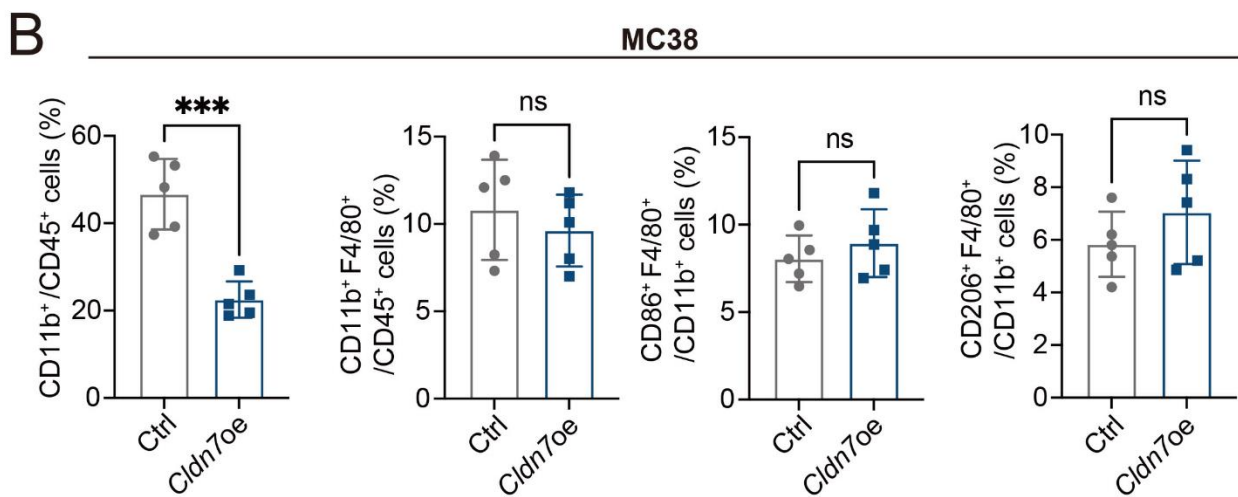 B
MC38
CD11b⁺/CD45⁺ cells (%)
60
40
20
0
***
Ctrl
Cldn7oe
CD11b⁺ F4/80⁺
/CD45⁺ cells (%)
15
10
5
0
ns
Ctrl
Cldn7oe
CD86⁺ F4/80⁺
/CD11b⁺ cells (%)
15
10
5
0
ns
Ctrl
Cldn7oe
CD206⁺ F4/80⁺
/CD11b⁺ cells (%)
10
8
6
4
2
0
ns
Ctrl
Cldn7oe